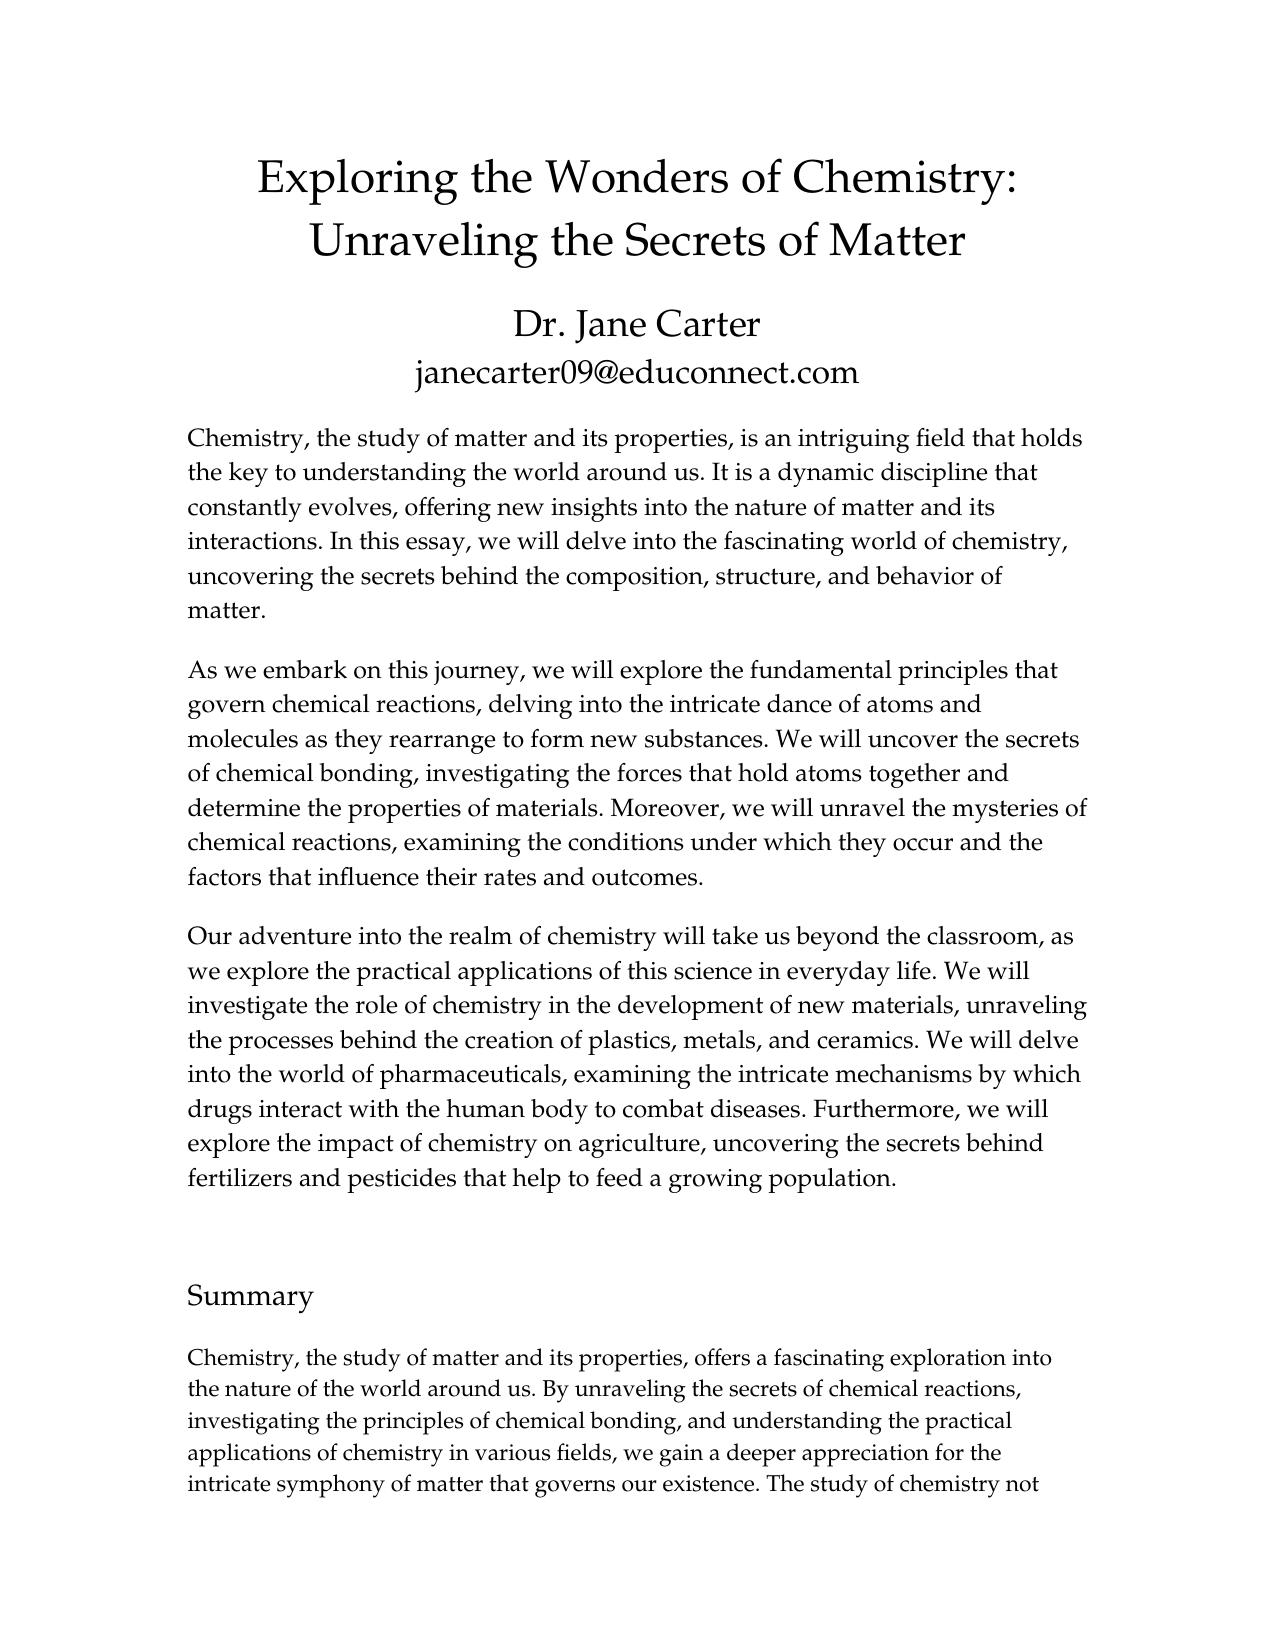 Exploring the Wonders of Chemistry:
Unraveling the Secrets of Matter
Dr. Jane Carter
janecarter09@educonnect.com
Chemistry, the study of matter and its properties, is an intriguing field that holds
the key to understanding the world around us. It is a dynamic discipline that
constantly evolves, offering new insights into the nature of matter and its
interactions. In this essay, we will delve into the fascinating world of chemistry,
uncovering the secrets behind the composition, structure, and behavior of
matter.
As we embark on this journey, we will explore the fundamental principles that
govern chemical reactions, delving into the intricate dance of atoms and
molecules as they rearrange to form new substances. We will uncover the secrets
of chemical bonding, investigating the forces that hold atoms together and
determine the properties of materials. Moreover, we will unravel the mysteries of
chemical reactions, examining the conditions under which they occur and the
factors that influence their rates and outcomes.
Our adventure into the realm of chemistry will take us beyond the classroom, as
we explore the practical applications of this science in everyday life. We will
investigate the role of chemistry in the development of new materials, unraveling
the processes behind the creation of plastics, metals, and ceramics. We will delve
into the world of pharmaceuticals, examining the intricate mechanisms by which
drugs interact with the human body to combat diseases. Furthermore, we will
explore the impact of chemistry on agriculture, uncovering the secrets behind
fertilizers and pesticides that help to feed a growing population.
Summary
Chemistry, the study of matter and its properties, offers a fascinating exploration into
the nature of the world around us. By unraveling the secrets of chemical reactions,
investigating the principles of chemical bonding, and understanding the practical
applications of chemistry in various fields, we gain a deeper appreciation for the
intricate symphony of matter that governs our existence. The study of chemistry not